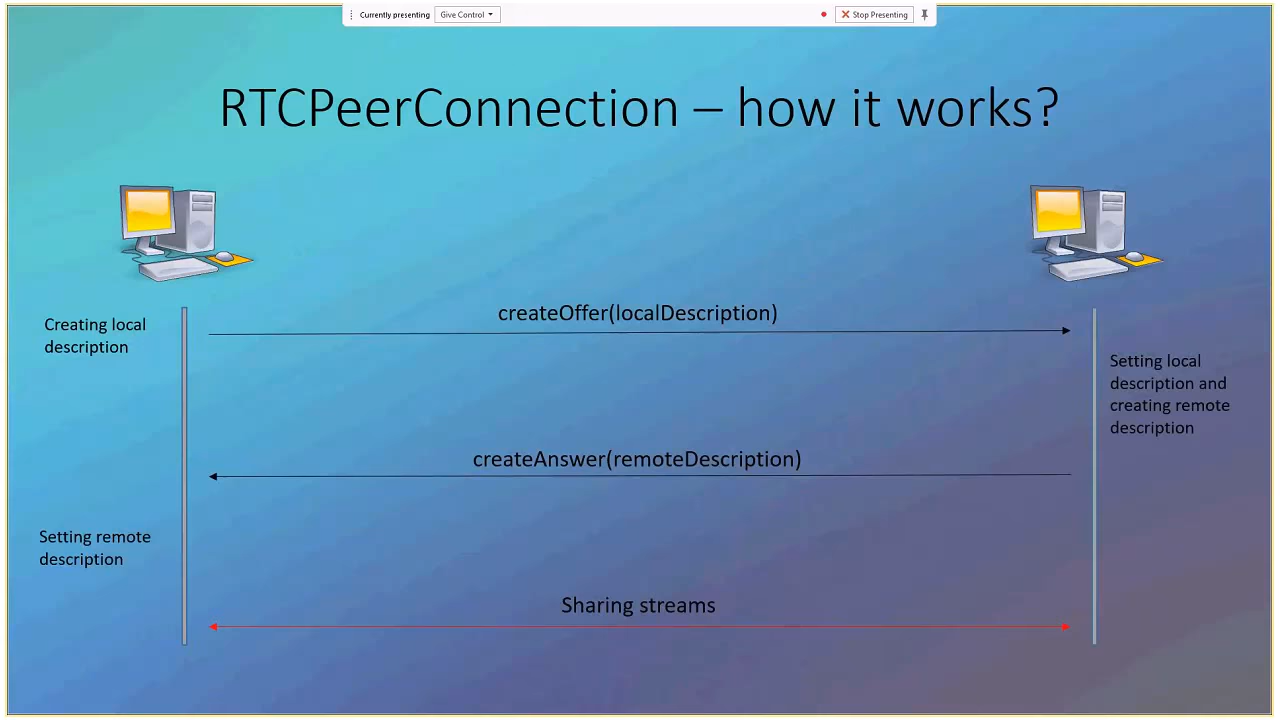 Currently presenting
Give Control
Stop Presenting
RTCPeerConnection – how it works?
createOffer(localDescription)
Creating local
description
Setting local
description and
creating remote
description
createAnswer(remoteDescription)
Setting remote
description
Sharing streams